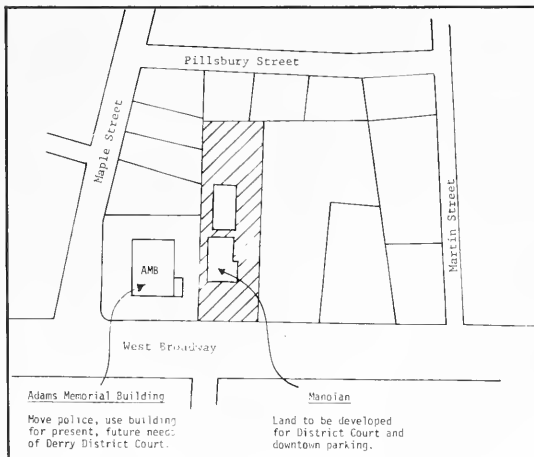 Pillsbury Street
Maple Street
Martin Street
AMB
West Broadway
Adams Memorial Building
Move police, use building
for present, future needs
of Derry District Court.
Manoian
Land to be developed
for District Court and
downtown parking.